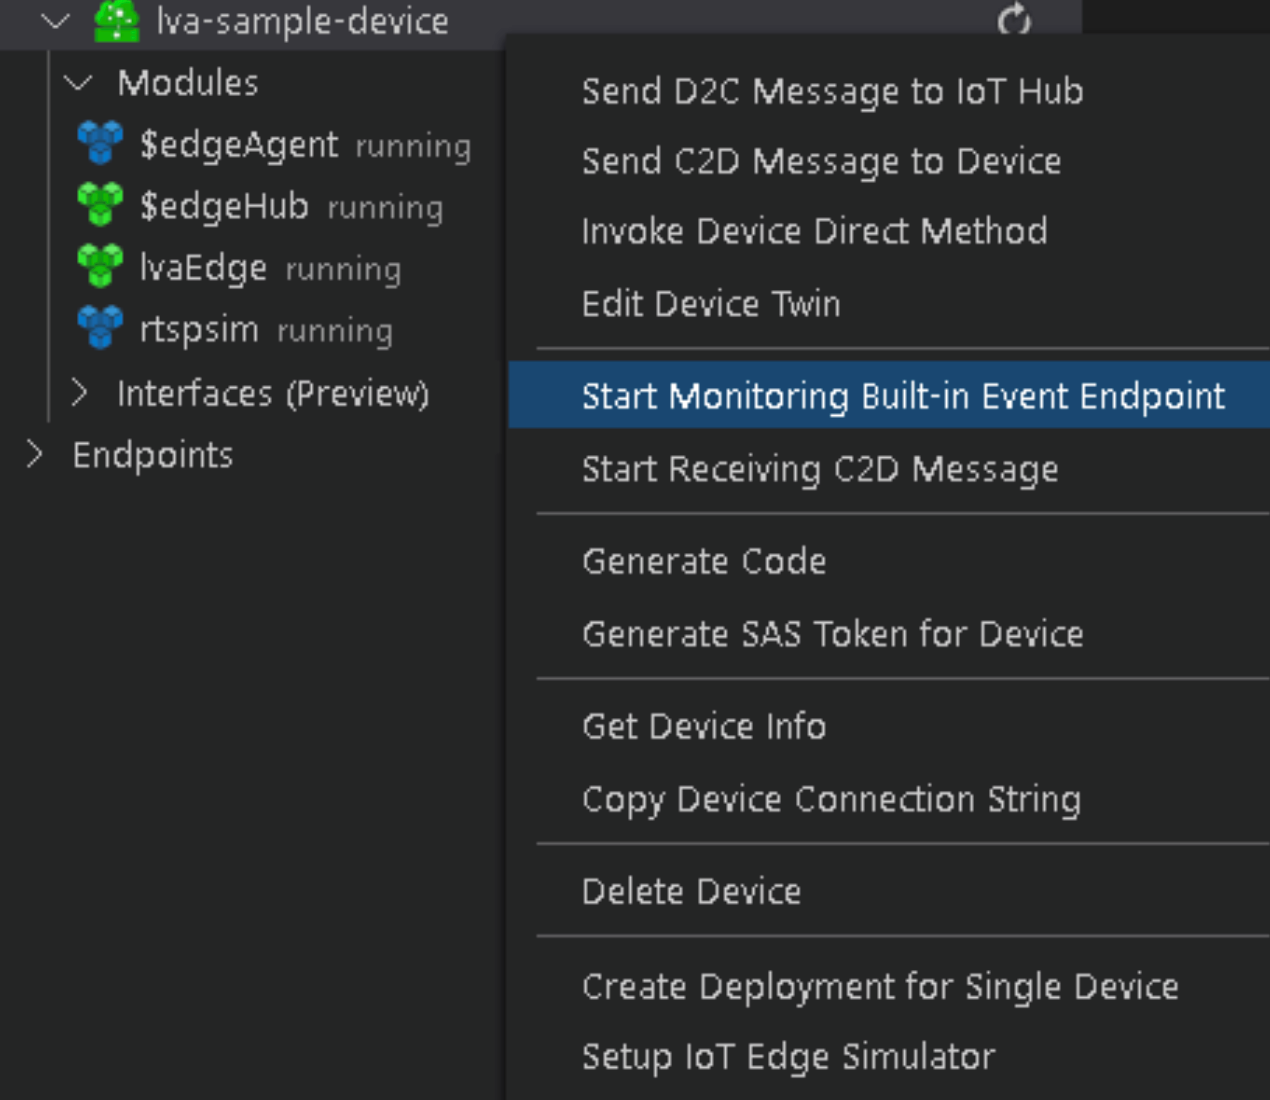 lva-sample-device
Modules
$edgeAgent running
$edgeHub running
lvaEdge running
rtspsim running
Interfaces (Preview)
Endpoints
Send D2C Message to IoT Hub
Send C2D Message to Device
Invoke Device Direct Method
Edit Device Twin
Start Monitoring Built-in Event Endpoint
Start Receiving C2D Message
Generate Code
Generate SAS Token for Device
Get Device Info
Copy Device Connection String
Delete Device
Create Deployment for Single Device
Setup IoT Edge Simulator